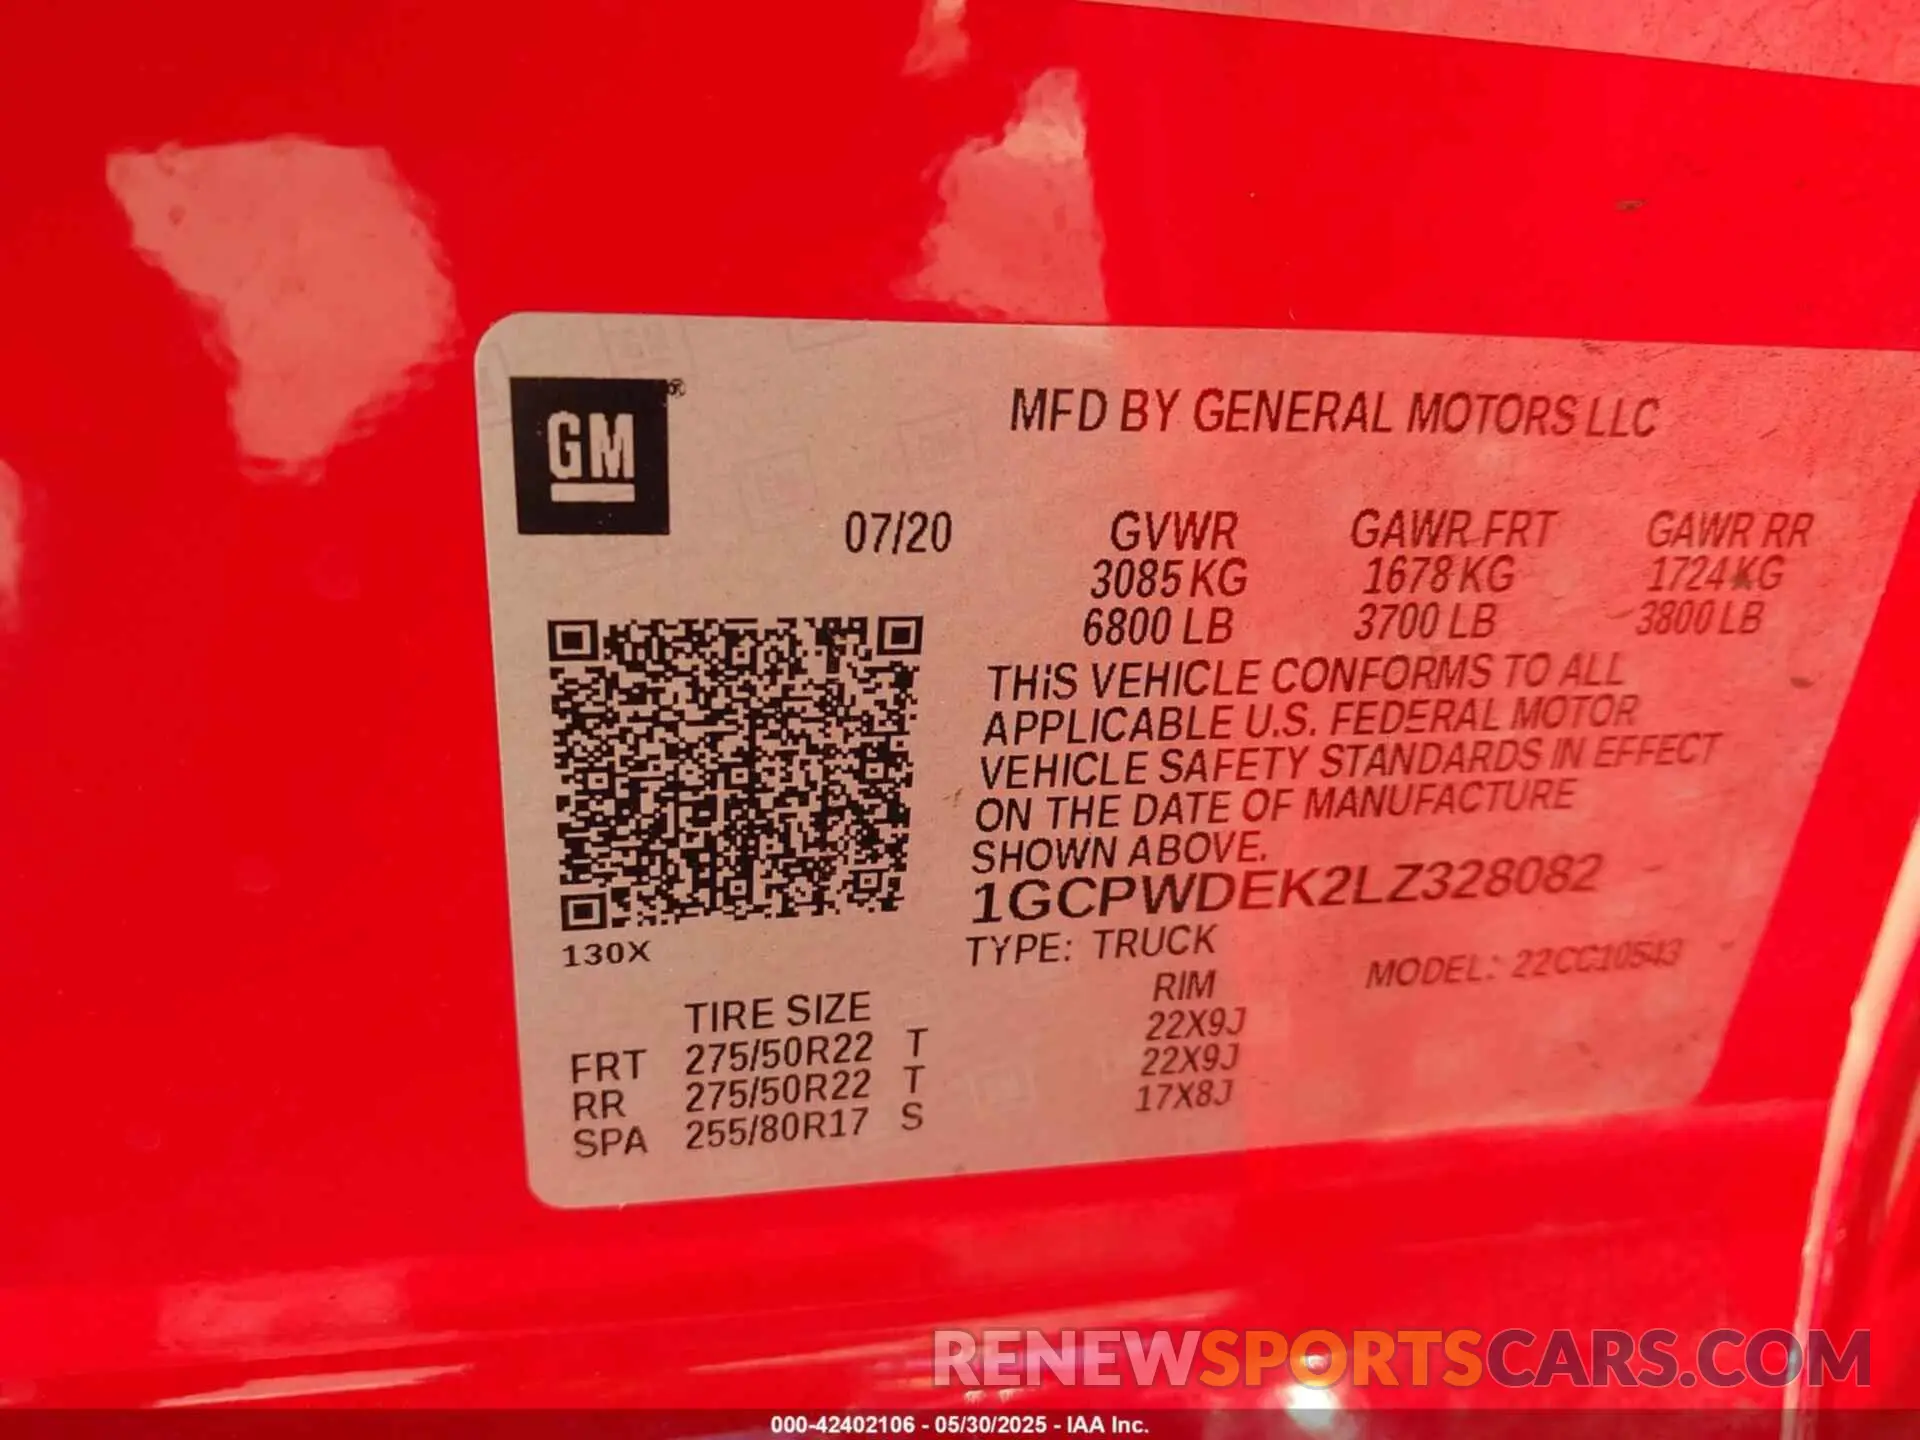 GM®
MFD BY GENERAL MOTORS LLC
07/20
GVWR GAWR FRT GAWR RR
3085 KG 1678 KG 1724 KG
6800 LB 3700 LB 3800 LB
THIS VEHICLE CONFORMS TO ALL
APPLICABLE U.S. FEDERAL MOTOR
VEHICLE SAFETY STANDARDS IN EFFECT
ON THE DATE OF MANUFACTURE
SHOWN ABOVE.
1GCPWDEK2LZ328082
130X
TYPE: TRUCK MODEL: 22CC10543
TIRE SIZE RIM
FRT 275/50R22 T 22X9J
RR 275/50R22 T 22X9J
SPA 255/80R17 S 17X8J
RENEWSPORTSCARS.COM
000-42402106 - 05/30/2025 - IAA Inc.